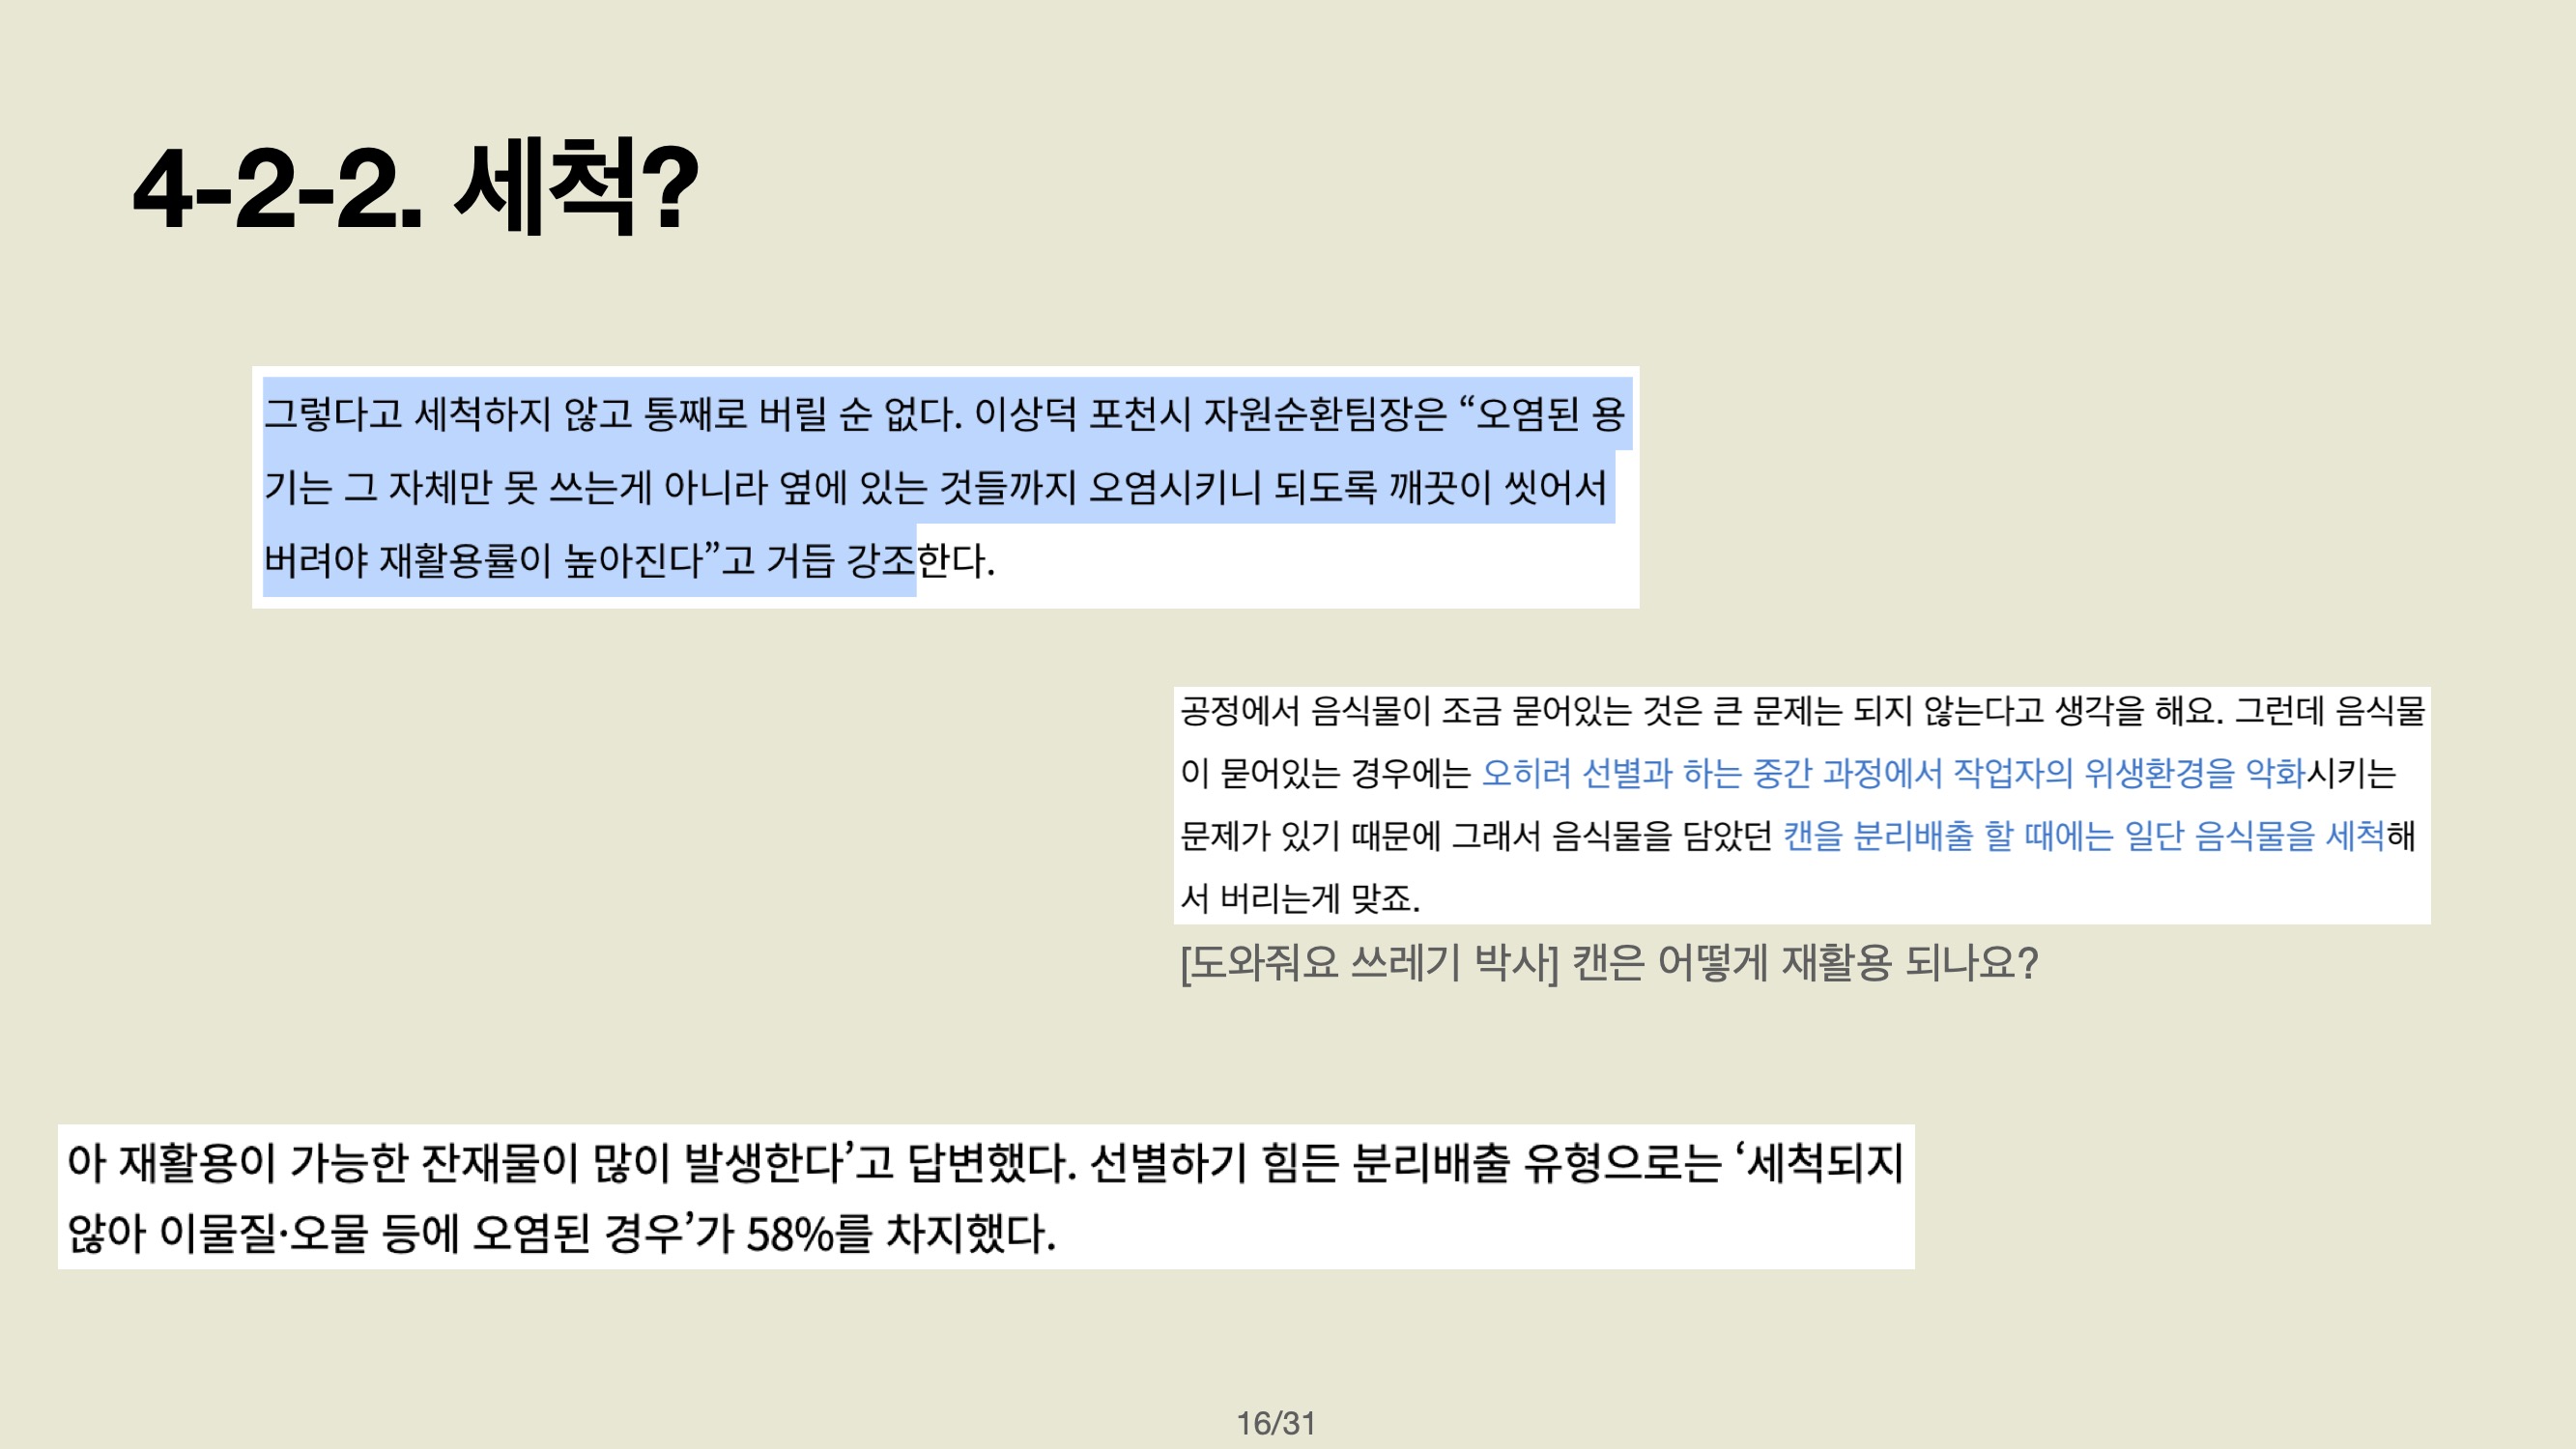 4-2-2. 세척?
그렇다고 세척하지 않고 통째로 버릴 순 없다. 이상덕 포천시 자원순환팀장은 “오염된 용
기는 그 자체만 못 쓰는게 아니라 옆에 있는 것들까지 오염시키니 되도록 깨끗이 씻어서
버려야 재활용률이 높아진다”고 거듭 강조한다.
공정에서 음식물이 조금 묻어있는 것은 큰 문제는 되지 않는다고 생각을 해요. 그런데 음식물
이 묻어있는 경우에는 오히려 선별과 하는 중간 과정에서 작업자의 위생환경을 악화시키는
문제가 있기 때문에 그래서 음식물을 담았던 캔을 분리배출 할 때에는 일단 음식물을 세척해
서 버리는게 맞죠.
[도와줘요 쓰레기 박사] 캔은 어떻게 재활용 되나요?
아 재활용이 가능한 잔재물이 많이 발생한다’고 답변했다. 선별하기 힘든 분리배출 유형으로는 ‘세척되지
않아 이물질·오물 등에 오염된 경우’가 58%를 차지했다.
16/31